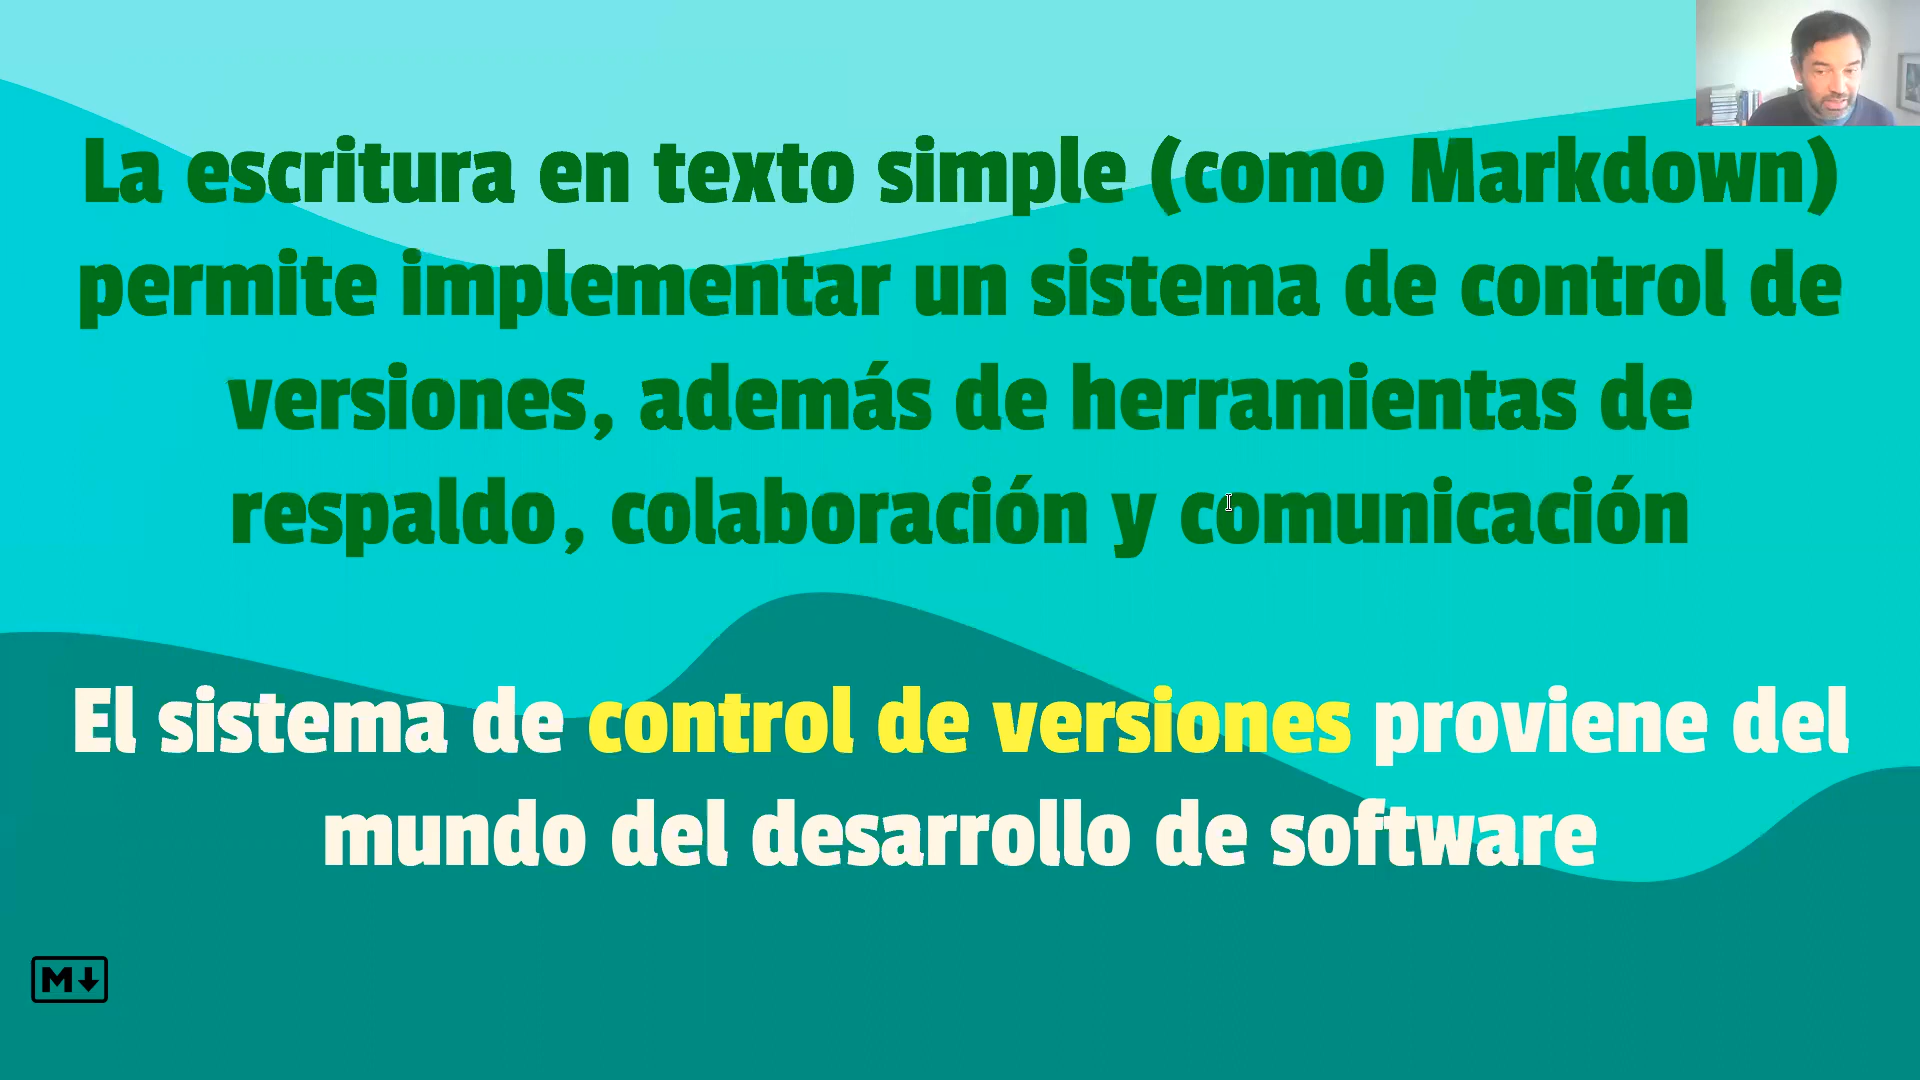 La escritura en texto simple (como Markdown)
permite implementar un sistema de control de
versiones, además de herramientas de
respaldo, colaboración y comunicación
El sistema de control de versiones proviene del
mundo del desarrollo de software
M